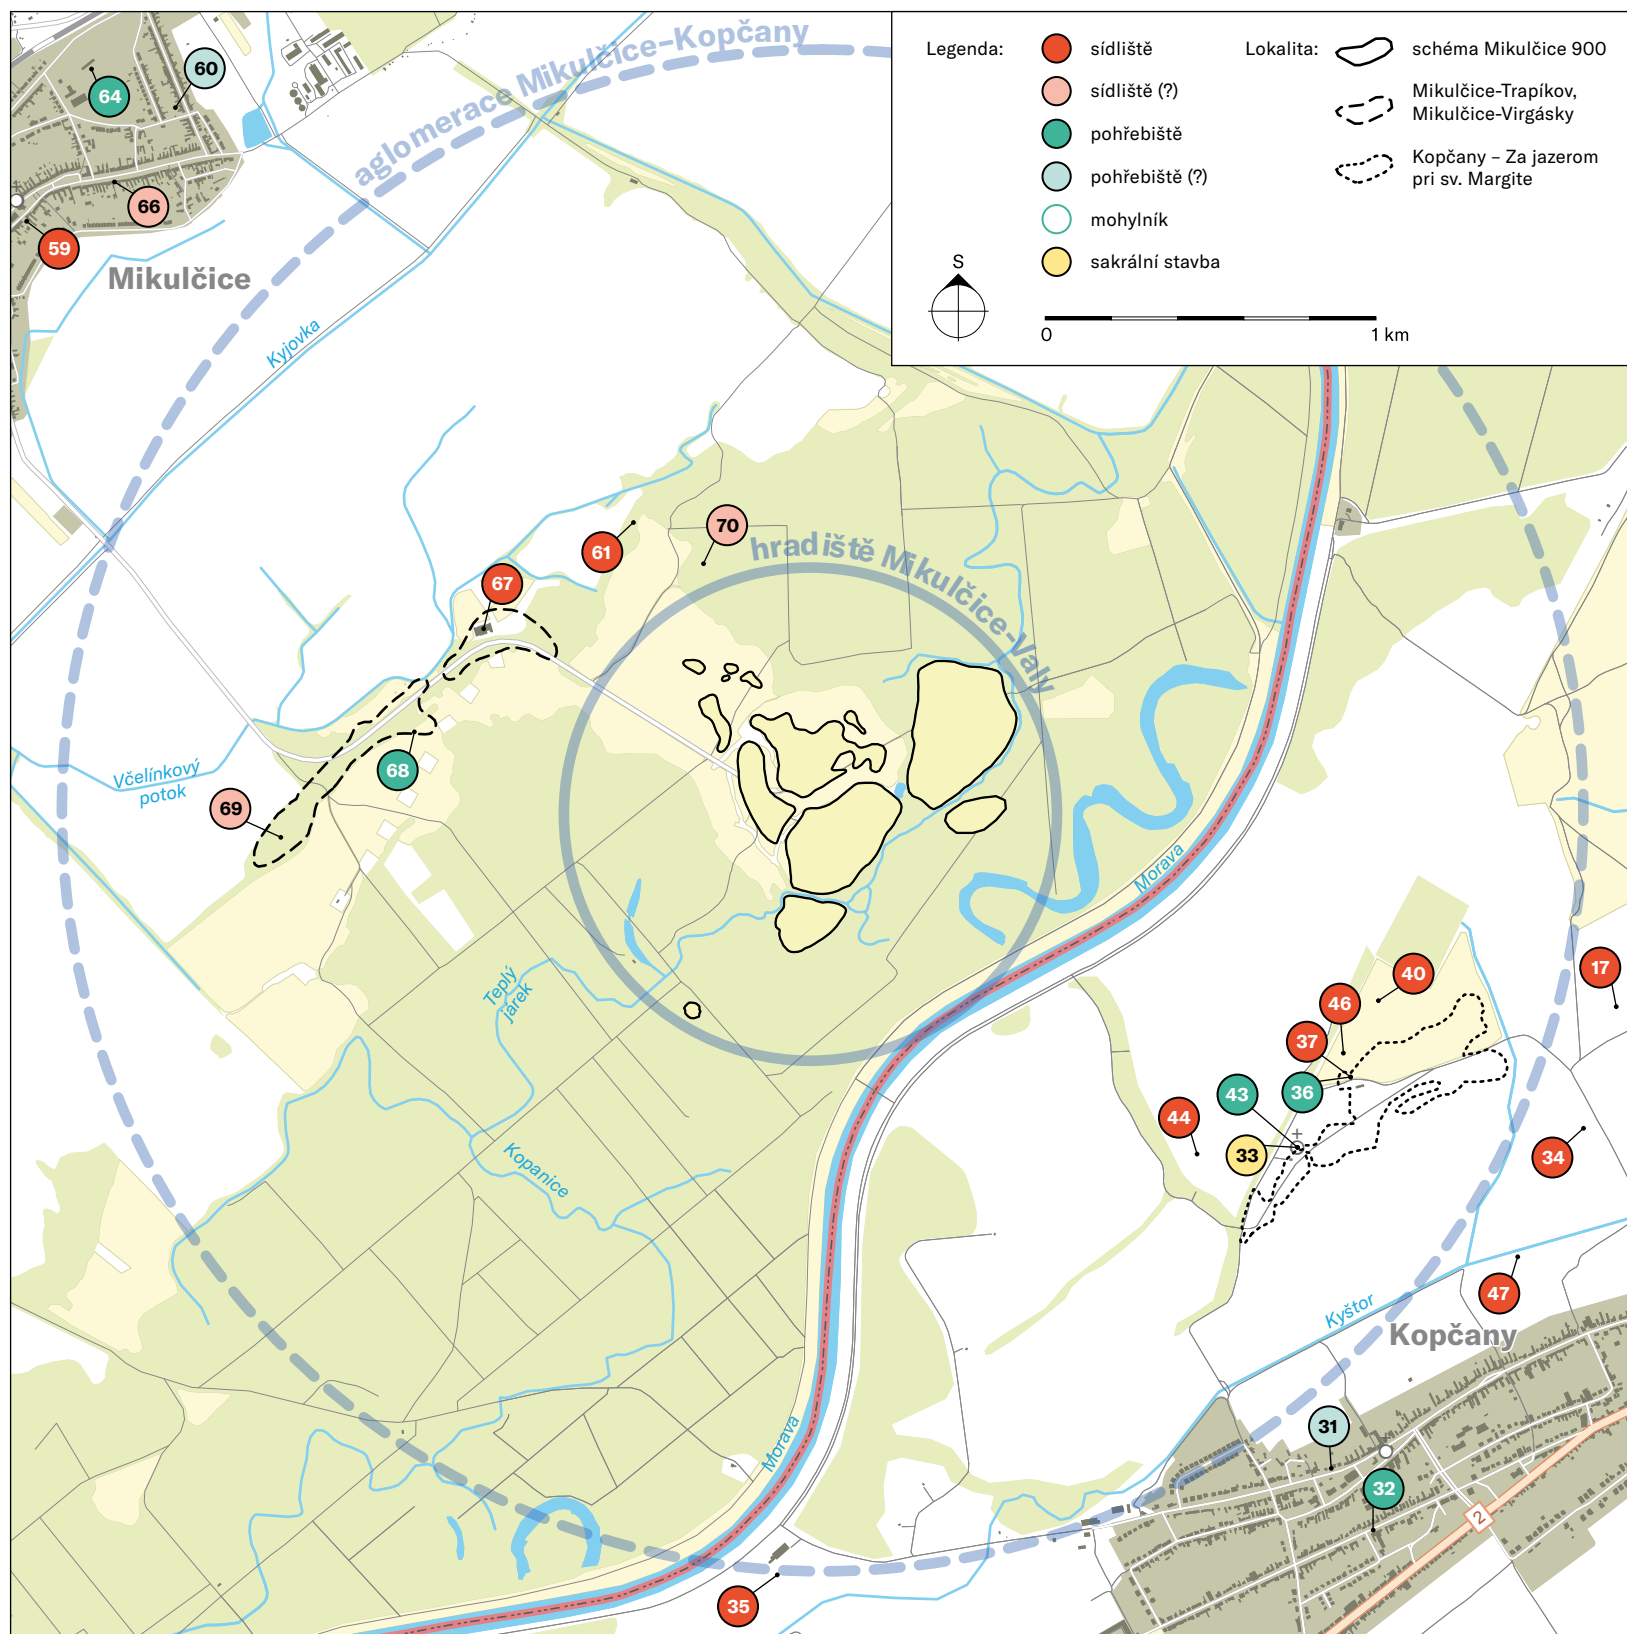 aglomerace Mikulčice–Kopčany
Legenda:
sídliště
sídliště (?)
pohřebiště
pohřebiště (?)
mohylník
sakrální stavba
Lokalita:
schéma Mikulčice 900
Mikulčice-Trapíkov,
Mikulčice-Virgásky
Kopčany – Za jazerom
pri sv. Margite
S
0
1 km
60
64
66
59
Mikulčice
Kyjovka
70
61
hradiště Mikulčice-Valy
67
68
69
Včelínkový
potok
Morava
Teplý
járek
Kopanice
40
17
46
37
36
43
44
33
34
47
Kyštor
Kopčany
31
32
2
Morava
35